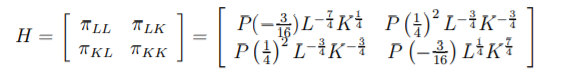 H = [ π_LL π_LK ] = [ P(−3/16)L^{−7/4}K^{1/4} P(1/4)^2 L^{−3/4}K^{−3/4} ]
[ π_KL π_KK ] [ P(1/4)^2 L^{−3/4}K^{−3/4} P(−3/16)L^{1/4}K^{7/4} ]